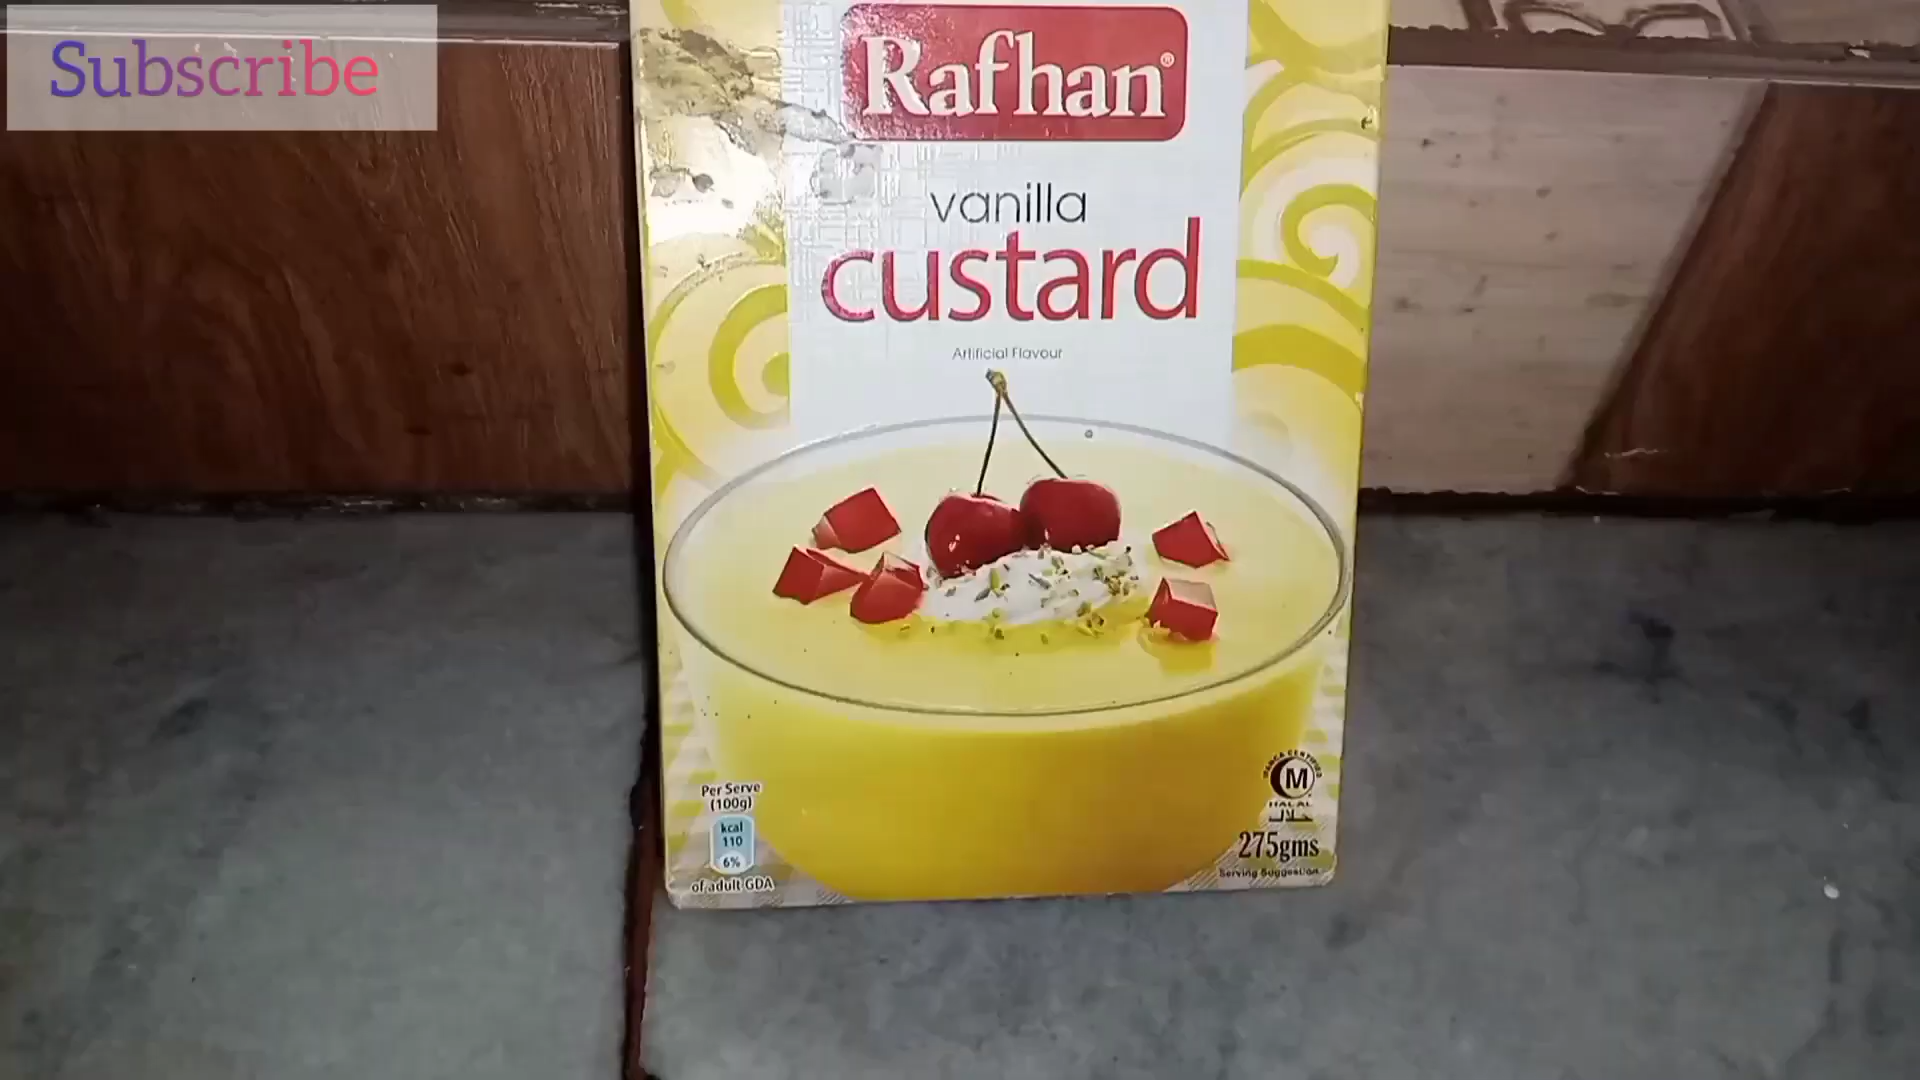 Subscribe
Rafhan®
vanilla
custard
Artificial Flavour
Per Serve
(100g)
kcal
110
6%
of adult GDA
M
HALAL
حلال
275gms
Serving Suggestion